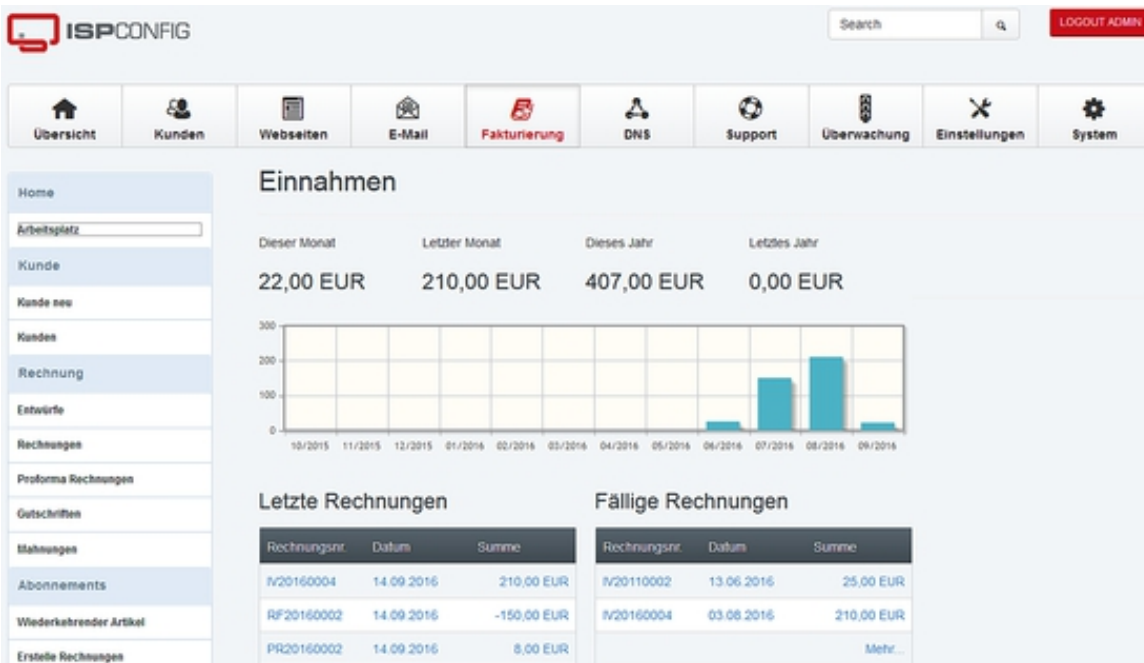 ISPCONFIG
Search
LOGOUT ADMIN
Übersicht Kunden Webseiten E-Mail Fakturierung DNS Support Überwachung Einstellungen System
Home
Arbeitsplatz
Kunde
Kunde neu
Kunden
Rechnung
Entwürfe
Rechnungen
Proforma Rechnungen
Gutschriften
Mahnungen
Abonnements
Wiederkehrender Artikel
Erstelle Rechnungen
Einnahmen
Dieser Monat Letzter Monat Dieses Jahr Letztes Jahr
22,00 EUR 210,00 EUR 407,00 EUR 0,00 EUR
300
200
100
0
10/2015 11/2015 12/2015 01/2016 02/2016 03/2016 04/2016 05/2016 06/2016 07/2016 08/2016 09/2016
Letzte Rechnungen
Rechnungsnr. Datum Summe
IV20160004 14.09.2016 210,00 EUR
RF20160002 14.09.2016 -150,00 EUR
PR20160002 14.09.2016 8,00 EUR
Fällige Rechnungen
Rechnungsnr. Datum Summe
IV20110002 13.06.2016 25,00 EUR
IV20160004 03.08.2016 210,00 EUR
Mehr...